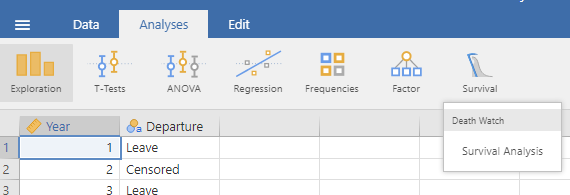 Data Analyses Edit
Exploration T-Tests ANOVA Regression Frequencies Factor Survival
Death Watch
Survival Analysis
Year Departure
1 1 Leave
2 2 Censored
3 3 Leave